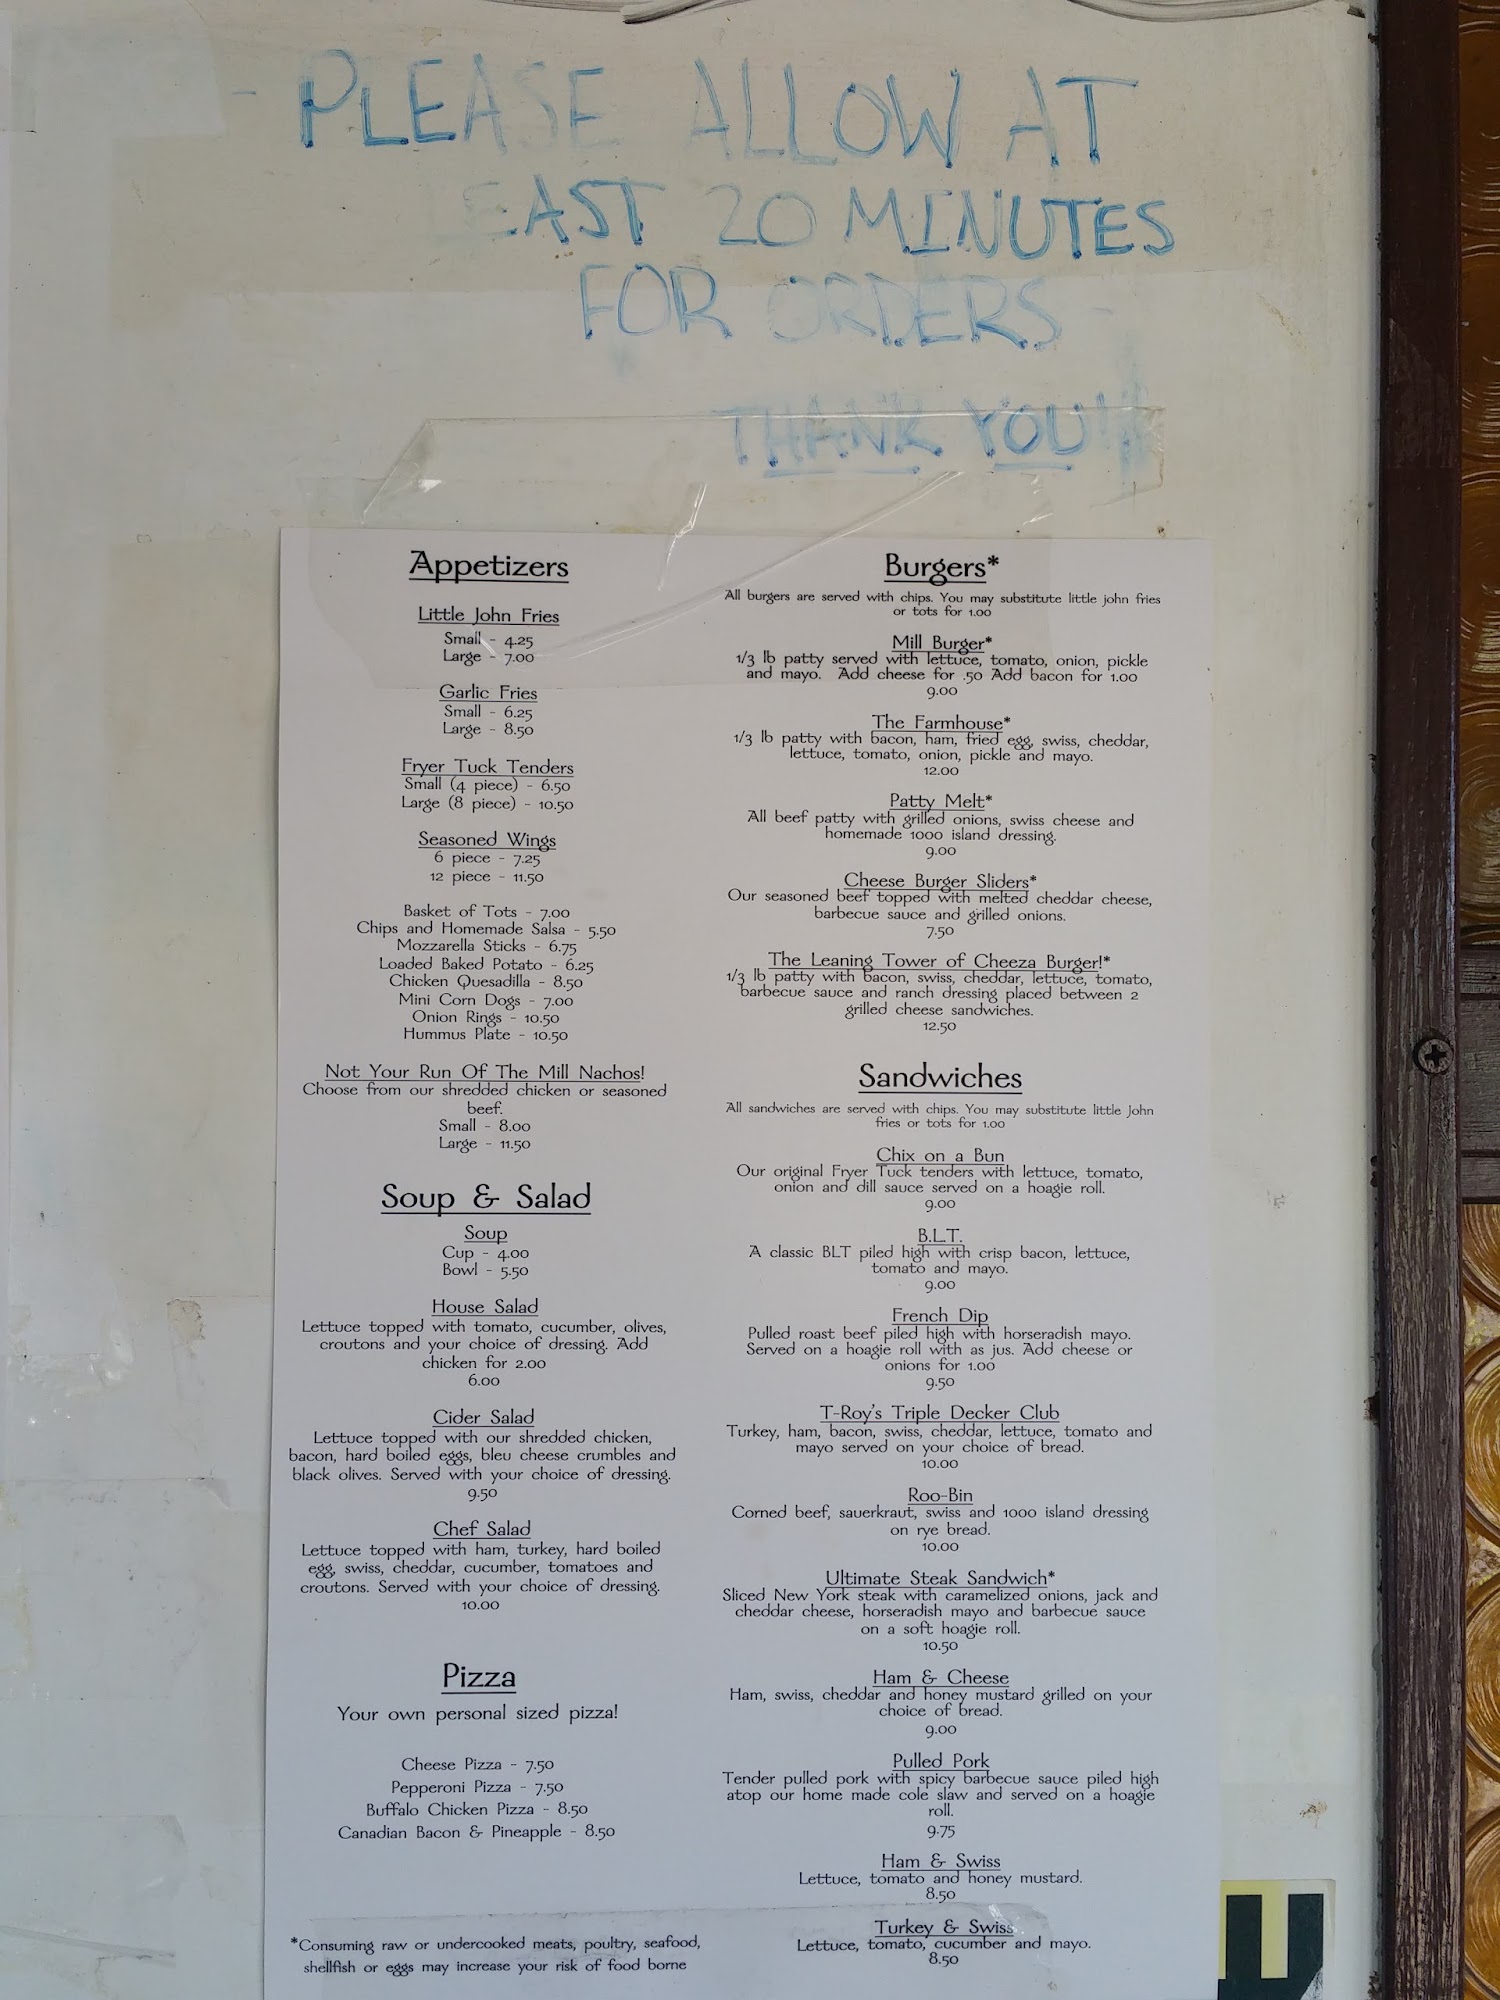 - PLEASE ALLOW AT
EAST 20 MINUTES
FOR ORDERS -
THANK YOU!!
Appetizers
Little John Fries
Small - 4.25
Large - 7.00
Garlic Fries
Small - 6.25
Large - 8.50
Fryer Tuck Tenders
Small (4 piece) - 6.50
Large (8 piece) - 10.50
Seasoned Wings
6 piece - 7.25
12 piece - 11.50
Basket of Tots - 7.00
Chips and Homemade Salsa - 5.50
Mozzarella Sticks - 6.75
Loaded Baked Potato - 6.25
Chicken Quesadilla - 8.50
Mini Corn Dogs - 7.00
Onion Rings - 10.50
Hummus Plate - 10.50
Not Your Run Of The Mill Nachos!
Choose from our shredded chicken or seasoned
beef.
Small - 8.00
Large - 11.50
Soup & Salad
Soup
Cup - 4.00
Bowl - 5.50
House Salad
Lettuce topped with tomato, cucumber, olives,
croutons and your choice of dressing. Add
chicken for 2.00
6.00
Cider Salad
Lettuce topped with our shredded chicken,
bacon, hard boiled eggs, bleu cheese crumbles and
black olives. Served with your choice of dressing.
9.50
Chef Salad
Lettuce topped with ham, turkey, hard boiled
egg, swiss, cheddar, cucumber, tomatoes and
croutons. Served with your choice of dressing.
10.00
Pizza
Your own personal sized pizza!
Cheese Pizza - 7.50
Pepperoni Pizza - 7.50
Buffalo Chicken Pizza - 8.50
Canadian Bacon & Pineapple - 8.50
*Consuming raw or undercooked meats, poultry, seafood,
shellfish or eggs may increase your risk of food borne
Burgers*
All burgers are served with chips. You may substitute little john fries
or tots for 1.00
Mill Burger*
1/3 lb patty served with lettuce, tomato, onion, pickle
and mayo. Add cheese for .50 Add bacon for 1.00
9.00
The Farmhouse*
1/3 lb patty with bacon, ham, fried egg, swiss, cheddar,
lettuce, tomato, onion, pickle and mayo.
12.00
Patty Melt*
All beef patty with grilled onions, swiss cheese and
homemade 1000 island dressing.
9.00
Cheese Burger Sliders*
Our seasoned beef topped with melted cheddar cheese,
barbecue sauce and grilled onions.
7.50
The Leaning Tower of Cheeza Burger!*
1/3 lb patty with bacon, swiss, cheddar, lettuce, tomato,
barbecue sauce and ranch dressing placed between 2
grilled cheese sandwiches.
12.50
Sandwiches
All sandwiches are served with chips. You may substitute little John
fries or tots for 1.00
Chix on a Bun
Our original Fryer Tuck tenders with lettuce, tomato,
onion and dill sauce served on a hoagie roll.
9.00
B.L.T.
A classic BLT piled high with crisp bacon, lettuce,
tomato and mayo.
9.00
French Dip
Pulled roast beef piled high with horseradish mayo.
Served on a hoagie roll with as jus. Add cheese or
onions for 1.00
9.50
T-Roy's Triple Decker Club
Turkey, ham, bacon, swiss, cheddar, lettuce, tomato and
mayo served on your choice of bread.
10.00
Roo-Bin
Corned beef, sauerkraut, swiss and 1000 island dressing
on rye bread.
10.00
Ultimate Steak Sandwich*
Sliced New York steak with caramelized onions, jack and
cheddar cheese, horseradish mayo and barbecue sauce
on a soft hoagie roll.
10.50
Ham & Cheese
Ham, swiss, cheddar and honey mustard grilled on your
choice of bread.
9.00
Pulled Pork
Tender pulled pork with spicy barbecue sauce piled high
atop our home made cole slaw and served on a hoagie
roll.
9.75
Ham & Swiss
Lettuce, tomato and honey mustard.
8.50
Turkey & Swiss
Lettuce, tomato, cucumber and mayo.
8.50